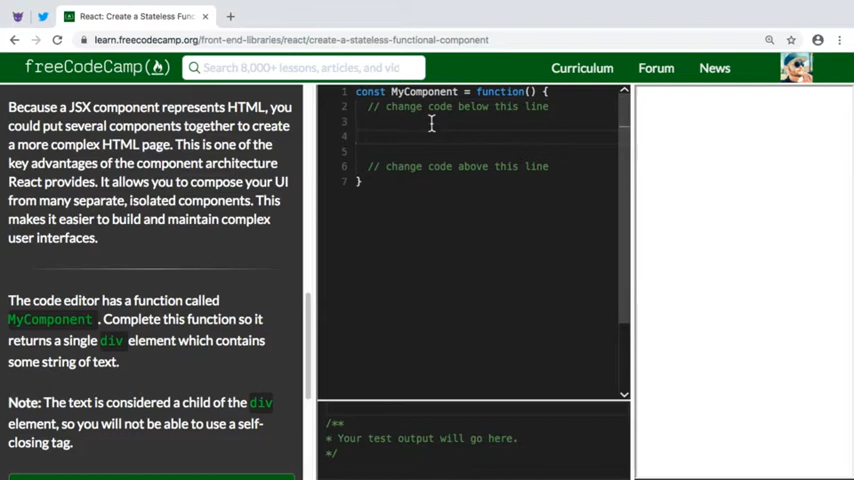 React: Create a Stateless Func
learn.freecodecamp.org/front-end-libraries/react/create-a-stateless-functional-component
freeCodeCamp
Search 8,000+ lessons, articles, and vic
Curriculum
Forum
News
Because a JSX component represents HTML, you
could put several components together to create
a more complex HTML page. This is one of the
key advantages of the component architecture
React provides. It allows you to compose your UI
from many separate, isolated components. This
makes it easier to build and maintain complex
user interfaces.
The code editor has a function called
MyComponent . Complete this function so it
returns a single div element which contains
some string of text.
Note: The text is considered a child of the div
element, so you will not be able to use a self-
closing tag.
1 const MyComponent = function() {
2 // change code below this line
3
4
5
6 // change code above this line
7 }
/**
* Your test output will go here.
*/